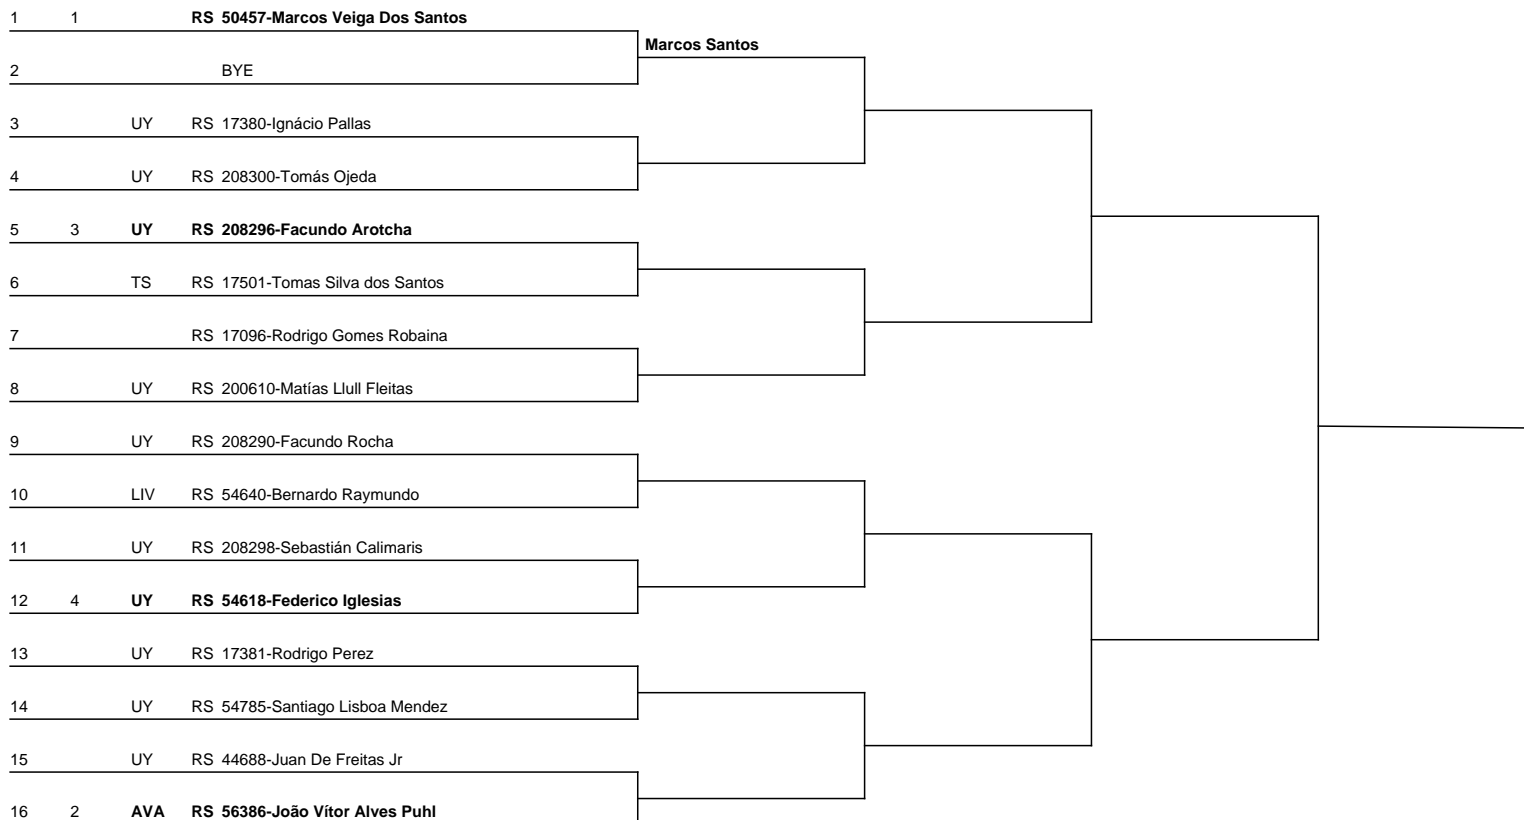 1 1 RS 50457-Marcos Veiga Dos Santos
Marcos Santos
2 BYE
3 UY RS 17380-Ignácio Pallas
4 UY RS 208300-Tomás Ojeda
5 3 UY RS 208296-Facundo Arotcha
6 TS RS 17501-Tomas Silva dos Santos
7 RS 17096-Rodrigo Gomes Robaina
8 UY RS 200610-Matías Llull Fleitas
9 UY RS 208290-Facundo Rocha
10 LIV RS 54640-Bernardo Raymundo
11 UY RS 208298-Sebastián Calimaris
12 4 UY RS 54618-Federico Iglesias
13 UY RS 17381-Rodrigo Perez
14 UY RS 54785-Santiago Lisboa Mendez
15 UY RS 44688-Juan De Freitas Jr
16 2 AVA RS 56386-João Vítor Alves Puhl